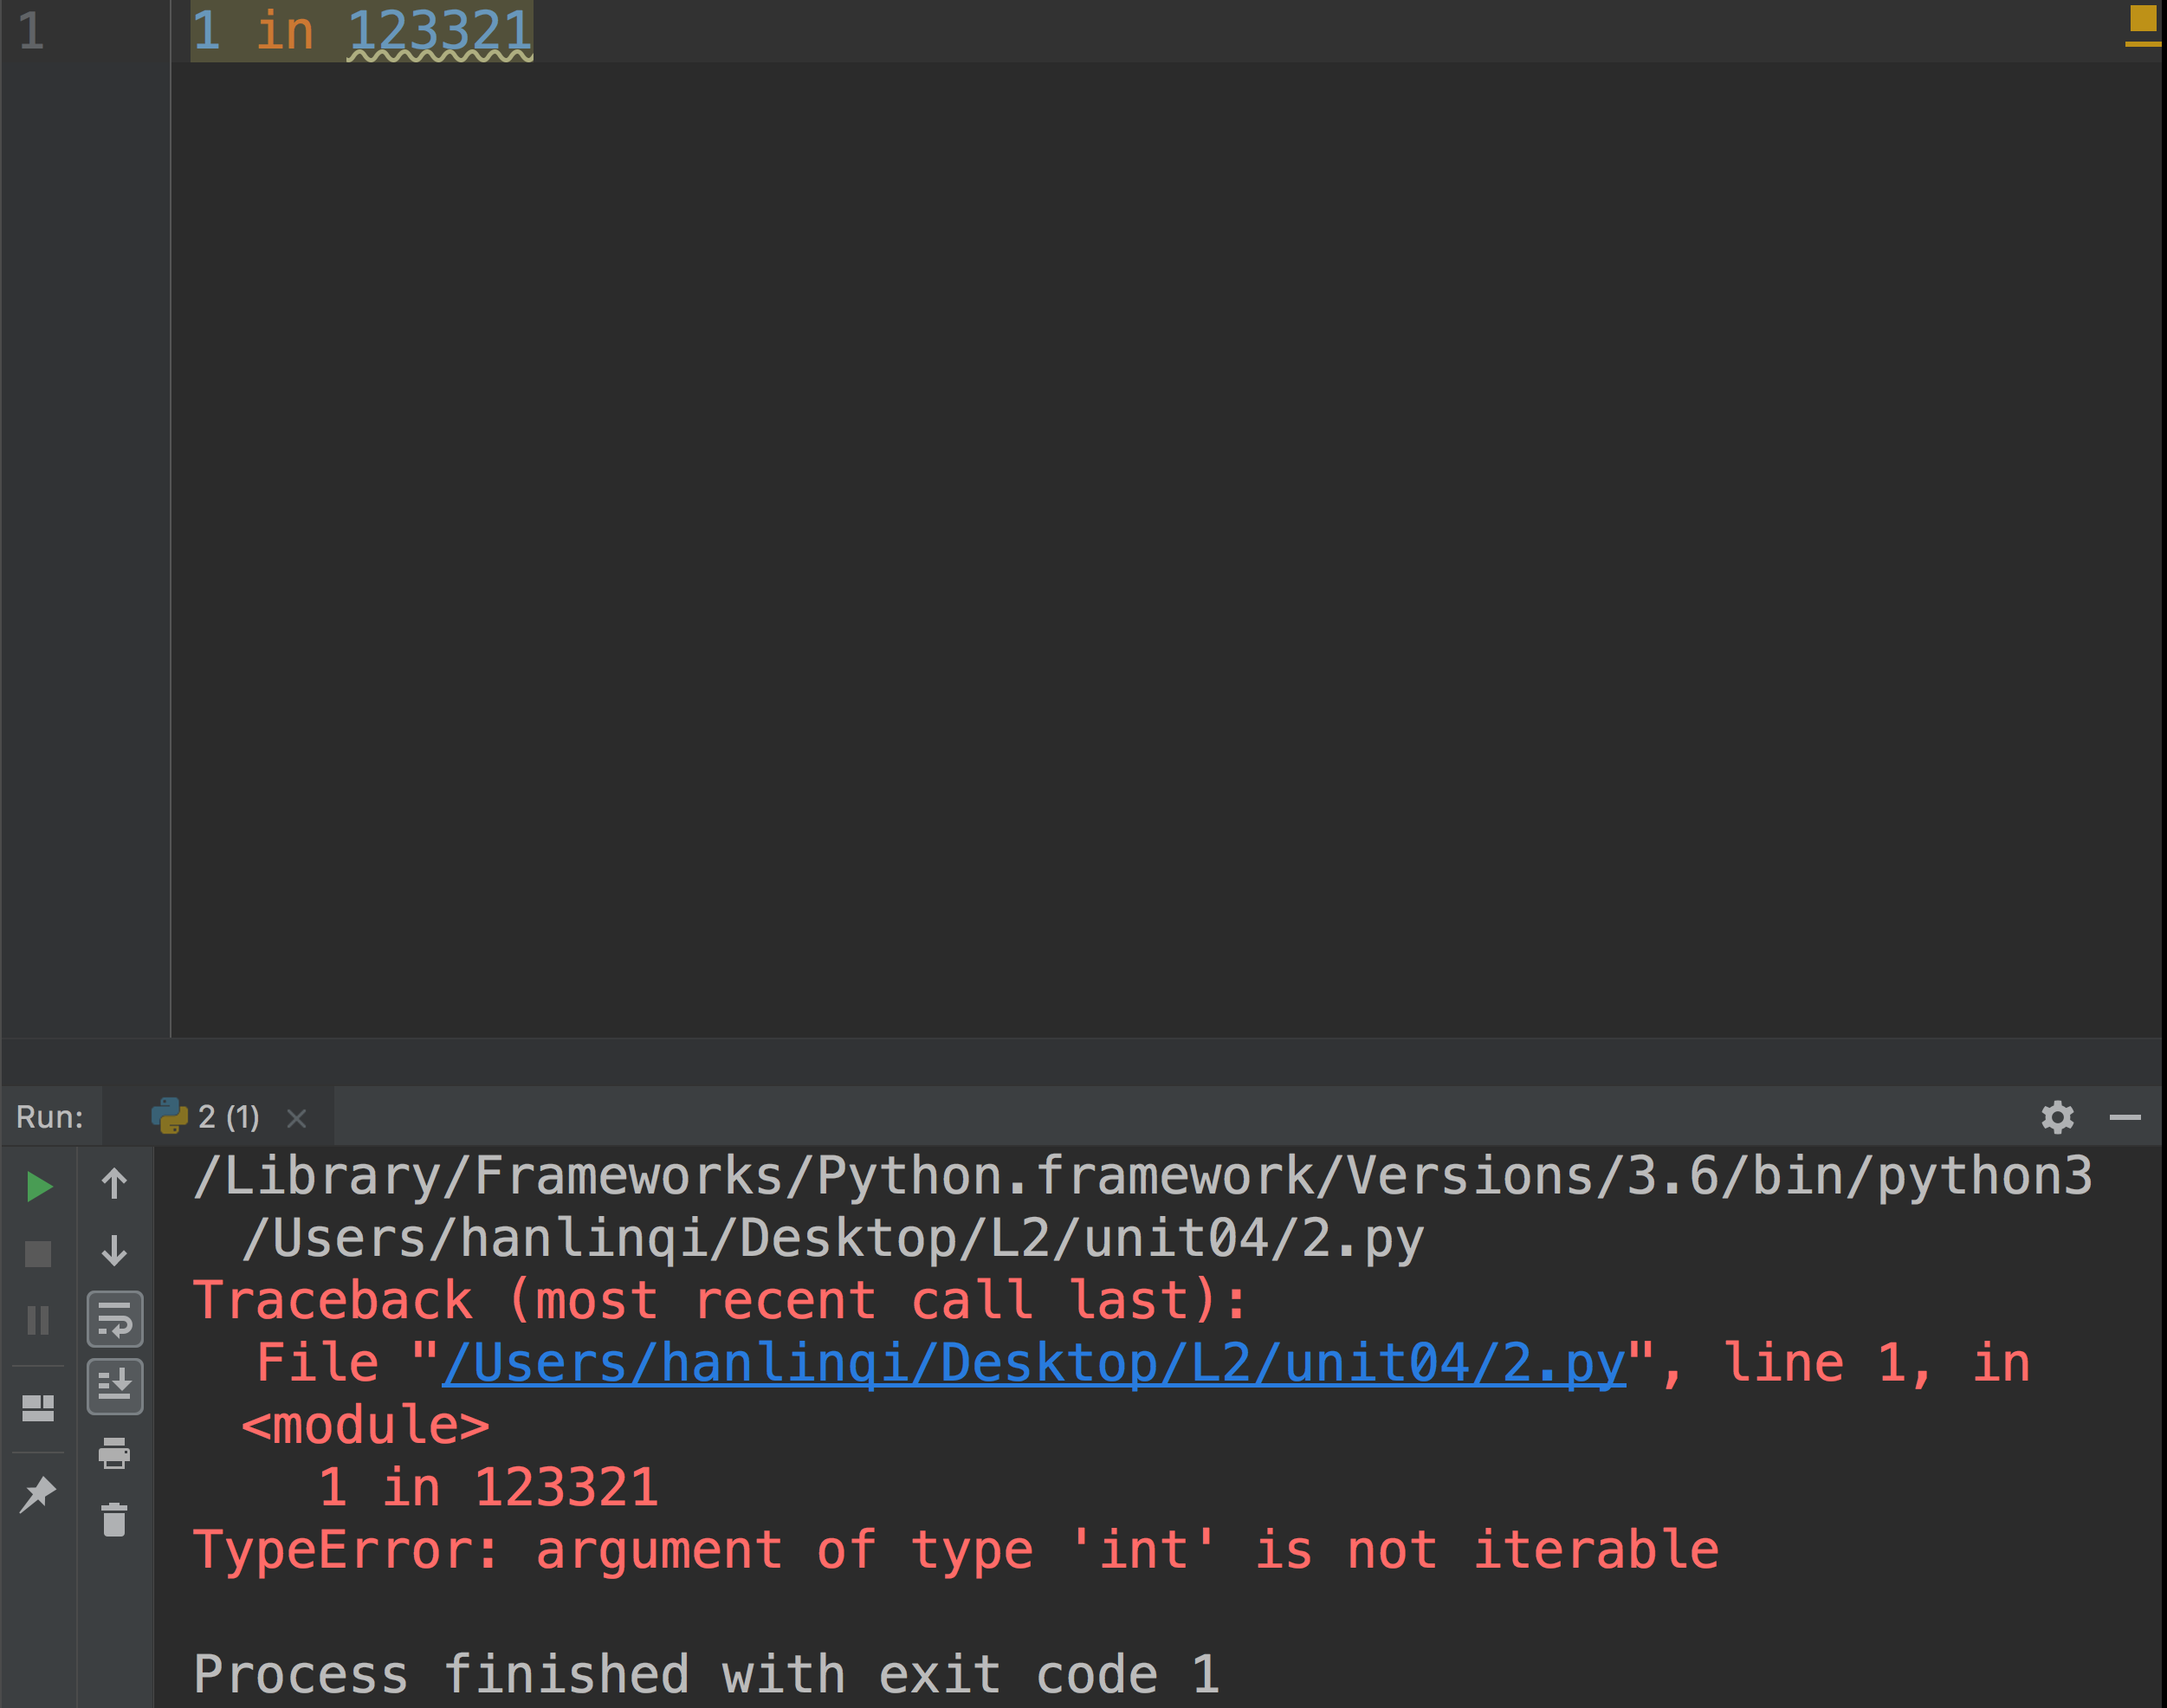 1 1 in 123321
Run: 2 (1)
/Library/Frameworks/Python.framework/Versions/3.6/bin/python3
/Users/hanlinqi/Desktop/L2/unit04/2.py
Traceback (most recent call last):
File "/Users/hanlinqi/Desktop/L2/unit04/2.py", line 1, in
<module>
1 in 123321
TypeError: argument of type 'int' is not iterable
Process finished with exit code 1